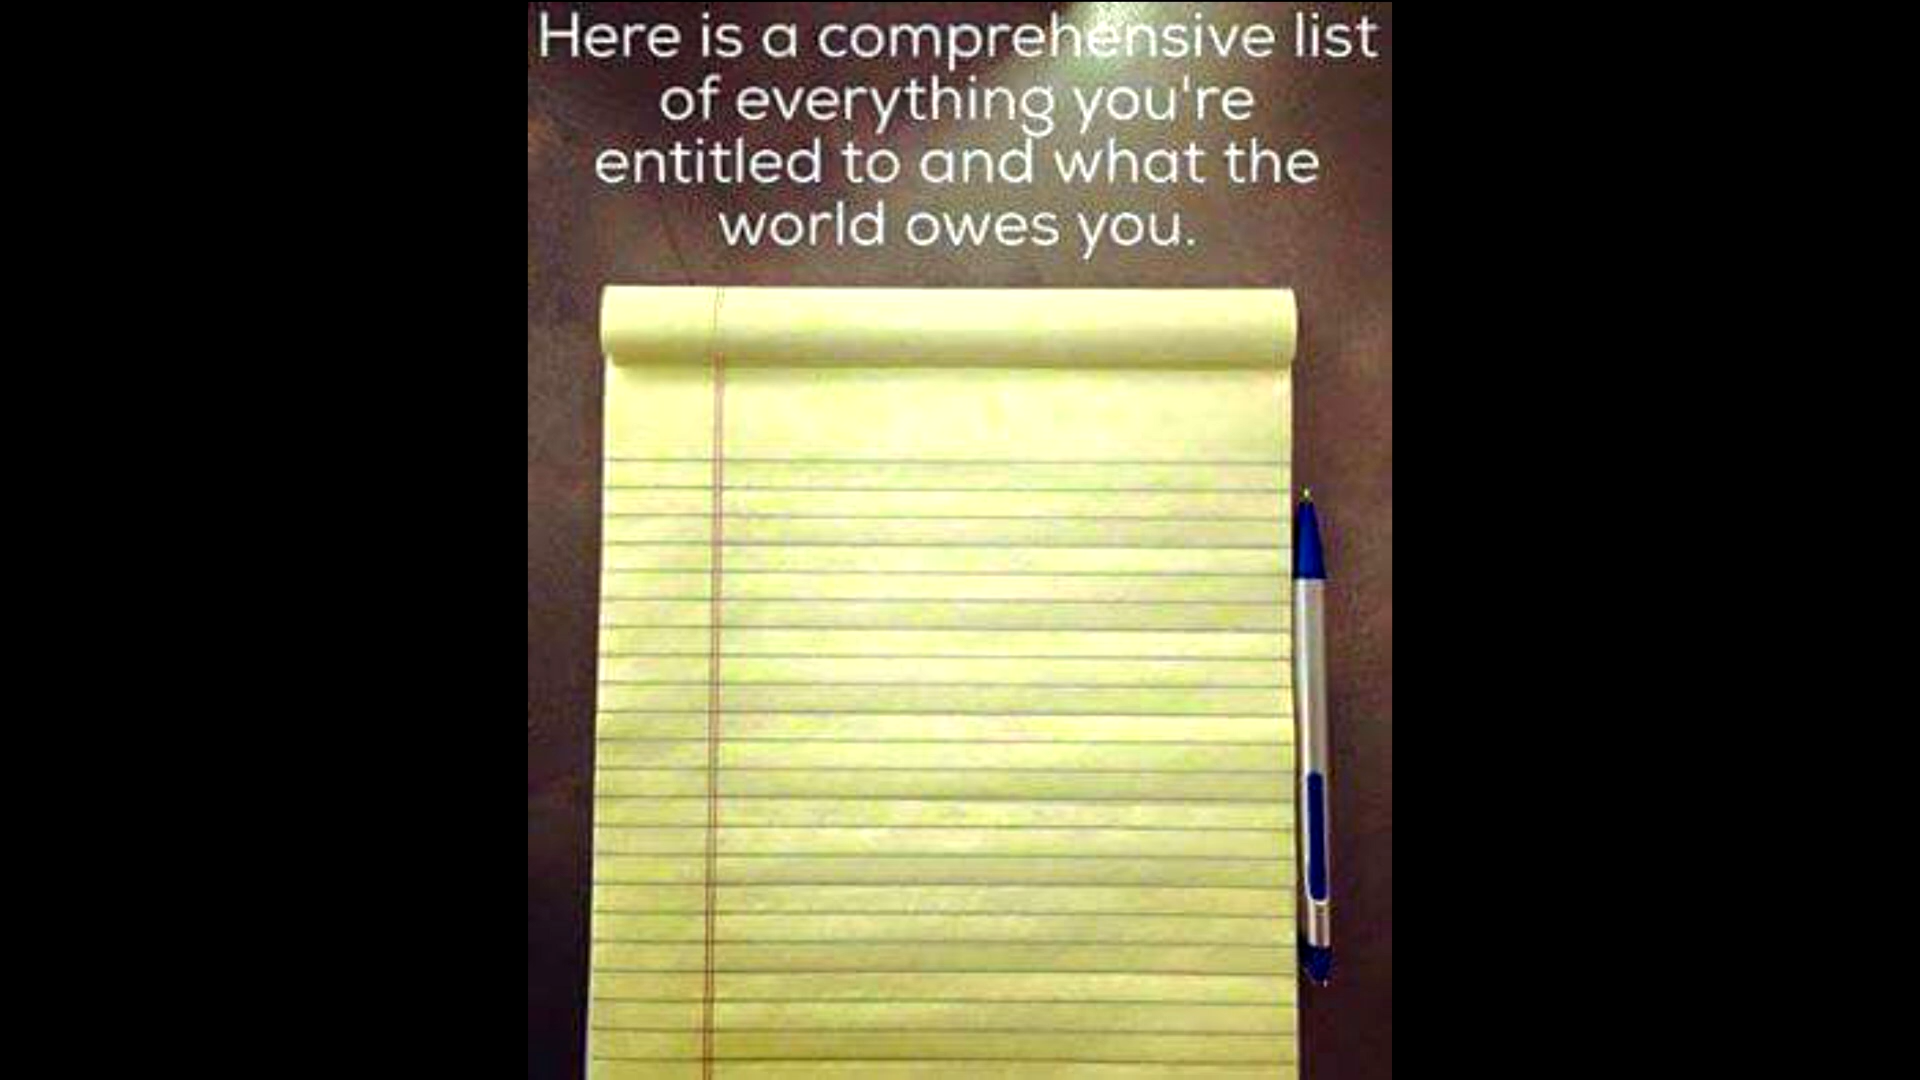 Here is a comprehensive list
of everything you're
entitled to and what the
world owes you.